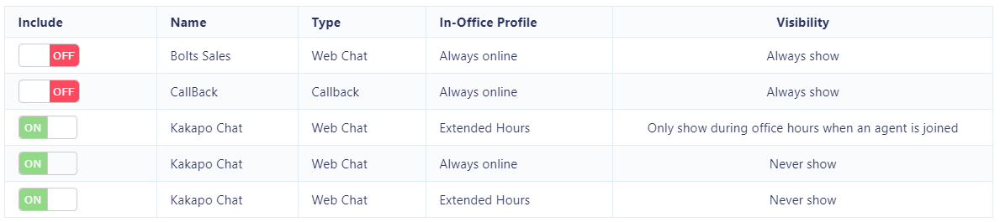 Include Name Type In-Office Profile Visibility
OFF Bolts Sales Web Chat Always online Always show
OFF CallBack Callback Always online Always show
ON Kakapo Chat Web Chat Extended Hours Only show during office hours when an agent is joined
ON Kakapo Chat Web Chat Always online Never show
ON Kakapo Chat Web Chat Extended Hours Never show